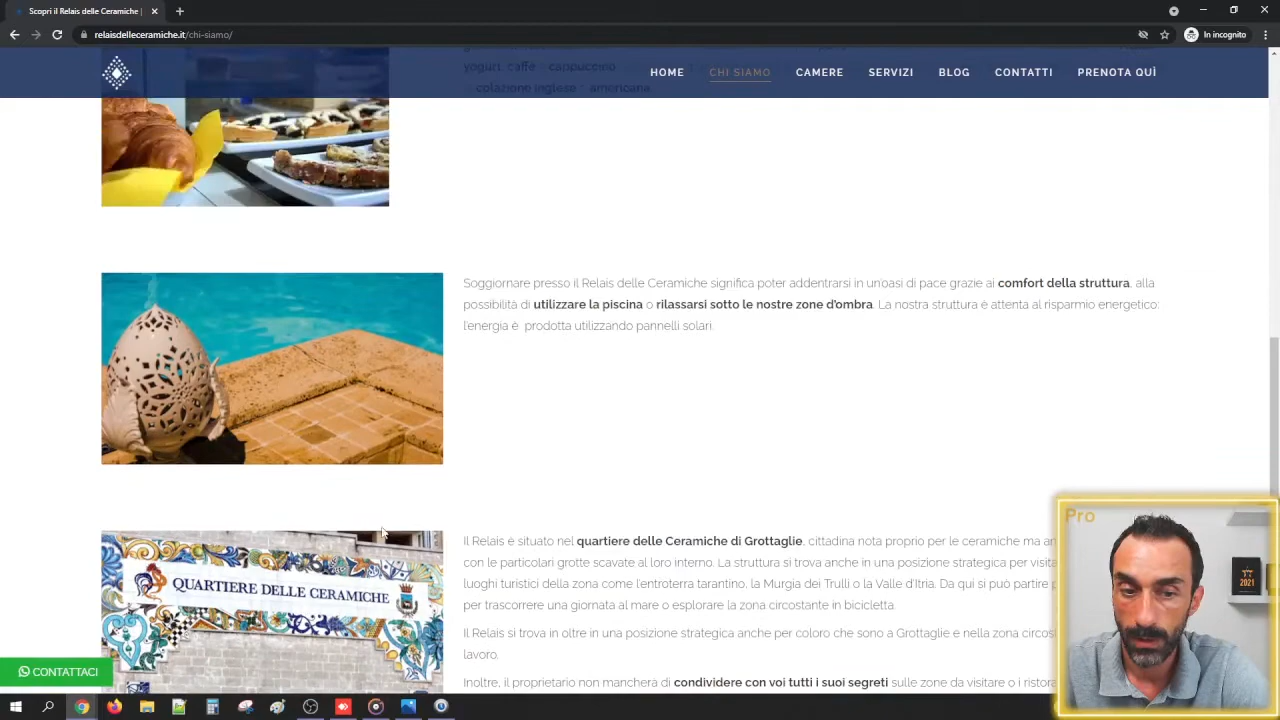 Scopri il Relais delle Ceramiche |
relaisdelleceramiche.it/chi-siamo/
In incognito
yogurt, caffè cappuccino
colazione inglese americana
HOME CHI SIAMO CAMERE SERVIZI BLOG CONTATTI PRENOTA QUÌ
Soggiornare presso il Relais delle Ceramiche significa poter addentrarsi in un'oasi di pace grazie ai comfort della struttura, alla
possibilità di utilizzare la piscina o rilassarsi sotto le nostre zone d'ombra. La nostra struttura è attenta al risparmio energetico:
l'energia è prodotta utilizzando pannelli solari.
Il Relais è situato nel quartiere delle Ceramiche di Grottaglie, cittadina nota proprio per le ceramiche ma an
con le particolari grotte scavate al loro interno. La struttura si trova anche in una posizione strategica per visita
luoghi turistici della zona come l'entroterra tarantino, la Murgia dei Trulli o la Valle d'Itria. Da qui si può partire p
per trascorrere una giornata al mare o esplorare la zona circostante in bicicletta.
Il Relais si trova in oltre in una posizione strategica anche per coloro che sono a Grottaglie e nella zona circost
lavoro.
Inoltre, il proprietario non mancherà di condividere con voi tutti i suoi segreti sulle zone da visitare o i ristora
QUARTIERE DELLE CERAMICHE
CONTATTACI
Pro
2021